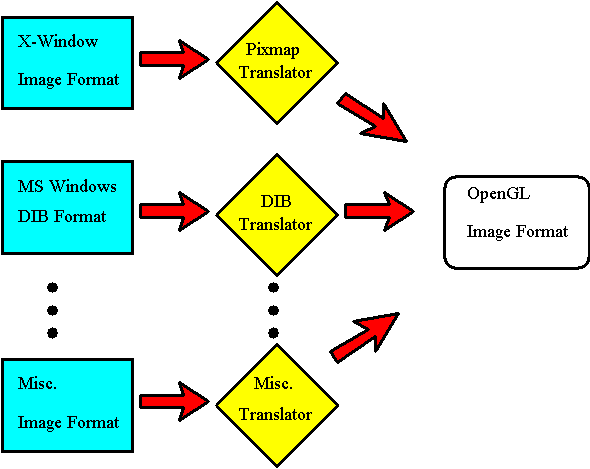 X-Window
Image Format
Pixmap
Translator
MS Windows
DIB Format
DIB
Translator
OpenGL
Image Format
Misc.
Image Format
Misc.
Translator